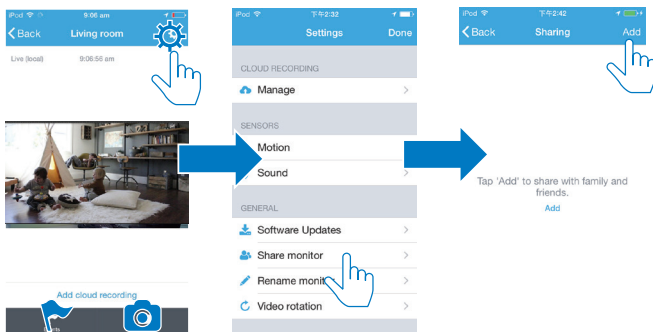 iPod 9:06 am
Back Living room
Live (local) 9:06:56 am
Add cloud recording
iPod 下午2:32
Settings Done
CLOUD RECORDING
Manage
SENSORS
Motion
Sound
GENERAL
Software Updates
Share monitor
Rename monitor
Video rotation
iPod 下午2:42
Back Sharing Add
Tap 'Add' to share with family and
friends.
Add